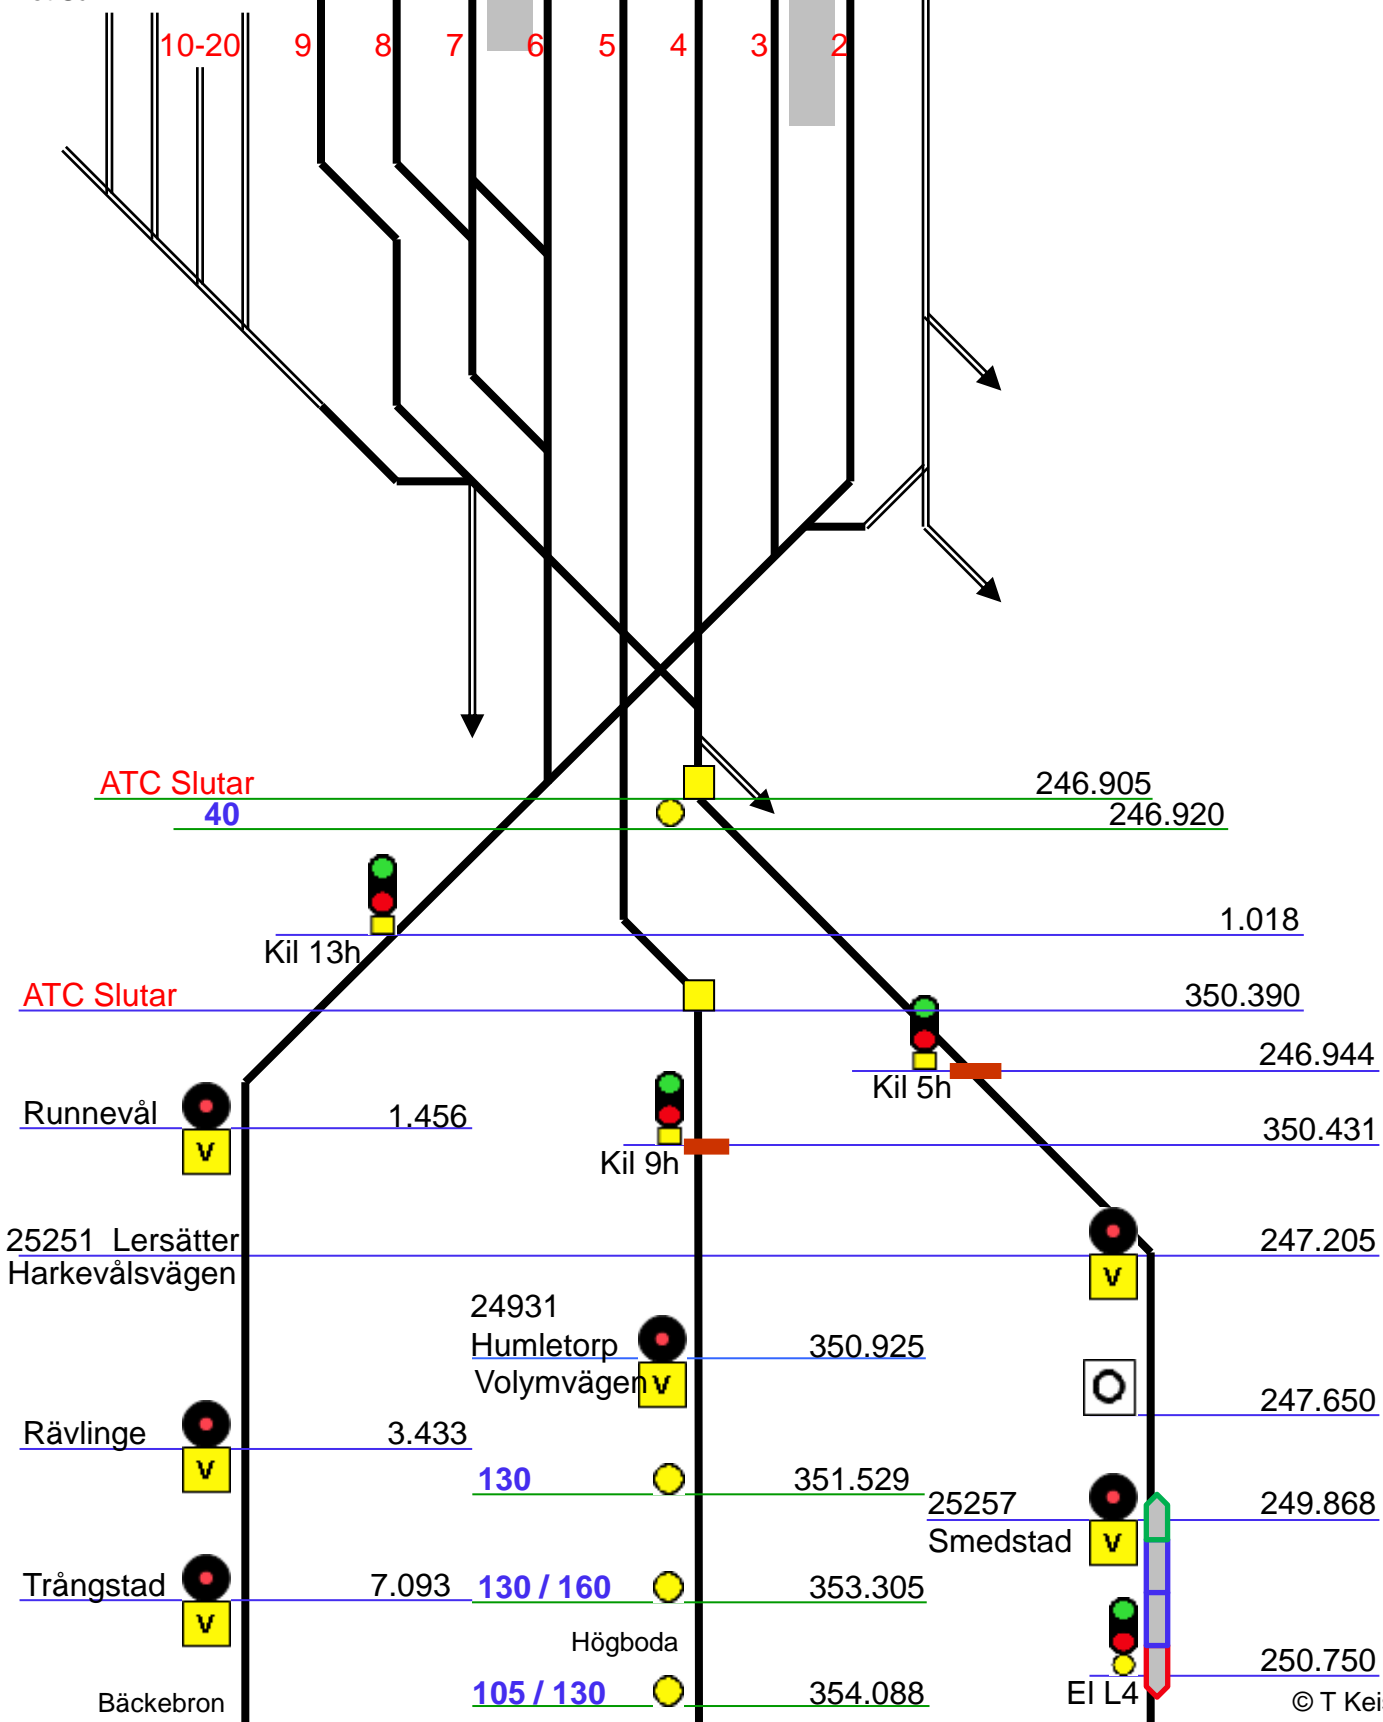 10-20 9 8 7 6 5 4 3 2
ATC Slutar 246.905
40 246.920
1.018
Kil 13h
ATC Slutar 350.390
246.944
Kil 5h
Runnevål 1.456
V
350.431
Kil 9h
25251 Lersätter 247.205
Harkevålsvägen
V
24931
Humletorp 350.925
Volymvägen V
247.650
Rävlinge 3.433
V
130 351.529
25257 249.868
Smedstad V
Trångstad 7.093
V
130 / 160 353.305
Högboda
250.750
El L4
105 / 130 354.088
Bäckebron
© T Kei